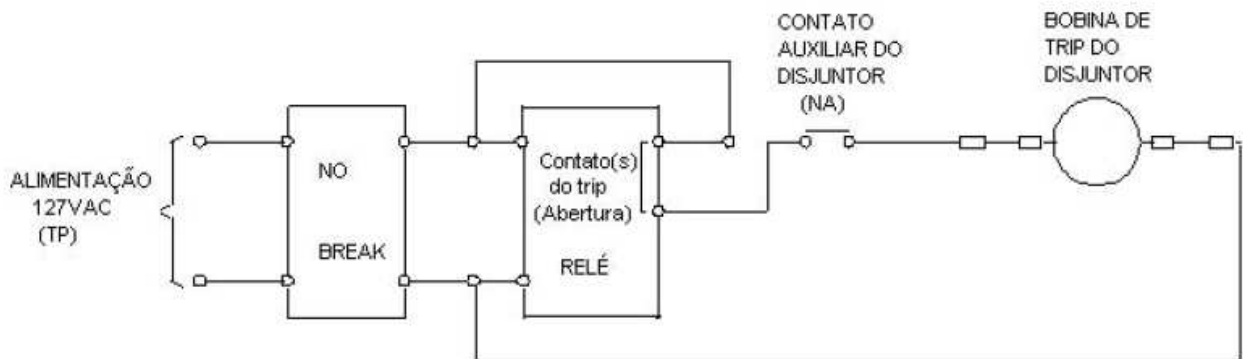 ALIMENTAÇÃO
127VAC
(TP)
NO
BREAK
Contato(s)
do trip
(Abertura)
RELÉ
CONTATO
AUXILIAR DO
DISJUNTOR
(NA)
BOBINA DE
TRIP DO
DISJUNTOR